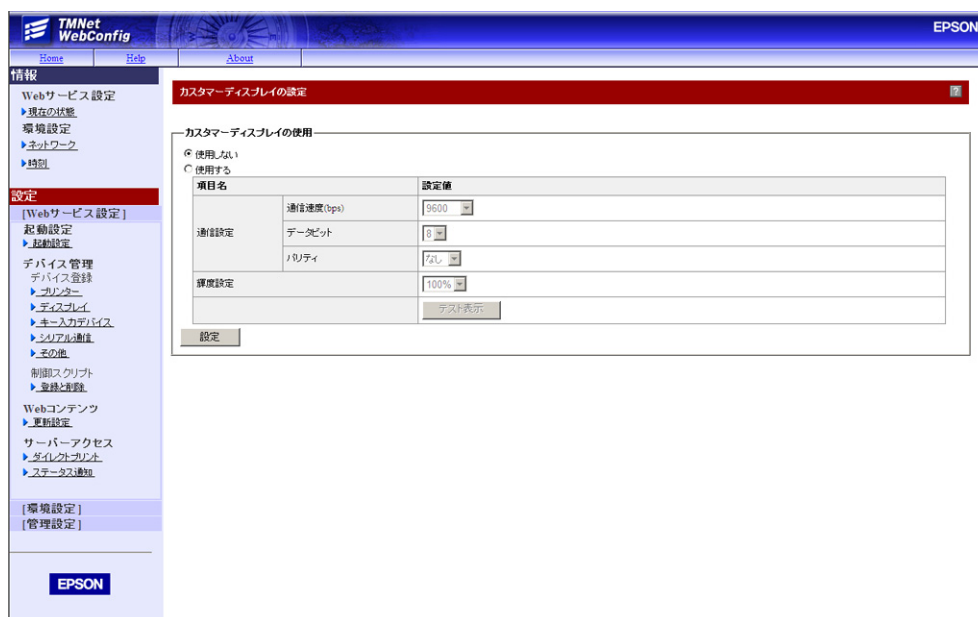 TMNet
WebConfig
EPSON
Home Help About
情報
Webサービス設定
現在の状態
環境設定
ネットワーク
時刻
設定
[Webサービス設定]
起動設定
起動設定
デバイス管理
デバイス登録
プリンター
ディスプレイ
キー入力デバイス
シリアル通信
その他
制御スクリプト
登録と削除
Webコンテンツ
更新設定
サーバーアクセス
ダイレクトプリント
ステータス通知
[環境設定]
[管理設定]
EPSON
カスタマーディスプレイの設定 ?
カスタマーディスプレイの使用
使用しない
使用する
項目名 設定値
通信設定 通信速度(bps) 9600
データビット 8
パリティ なし
輝度設定 100%
テスト表示
設定